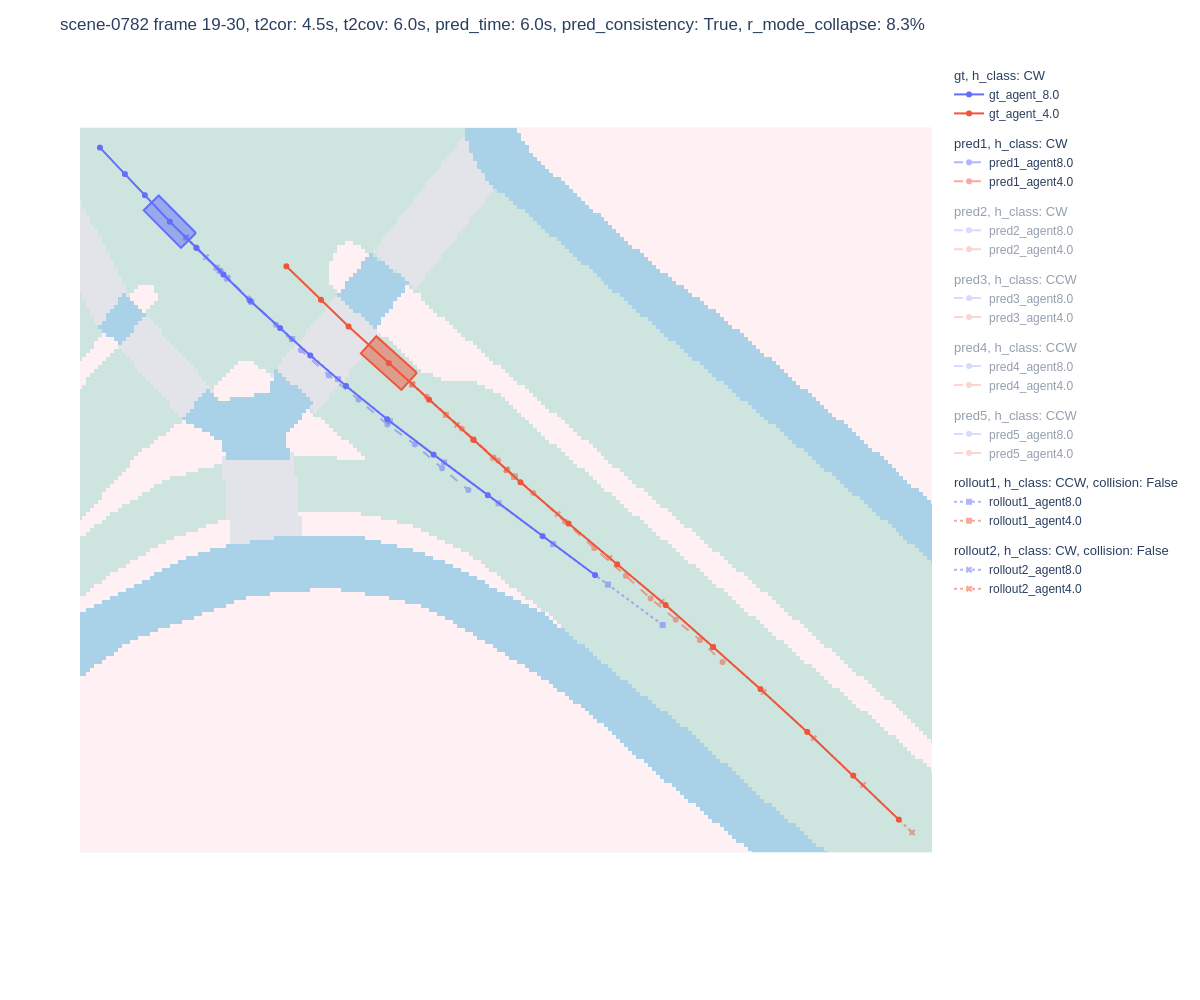 scene-0782 frame 19-30, t2cor: 4.5s, t2cov: 6.0s, pred_time: 6.0s, pred_consistency: True, r_mode_collapse: 8.3%
gt, h_class: CW
gt_agent_8.0
gt_agent_4.0
pred1, h_class: CW
pred1_agent8.0
pred1_agent4.0
pred2, h_class: CW
pred2_agent8.0
pred2_agent4.0
pred3, h_class: CCW
pred3_agent8.0
pred3_agent4.0
pred4, h_class: CCW
pred4_agent8.0
pred4_agent4.0
pred5, h_class: CCW
pred5_agent8.0
pred5_agent4.0
rollout1, h_class: CCW, collision: False
rollout1_agent8.0
rollout1_agent4.0
rollout2, h_class: CW, collision: False
rollout2_agent8.0
rollout2_agent4.0